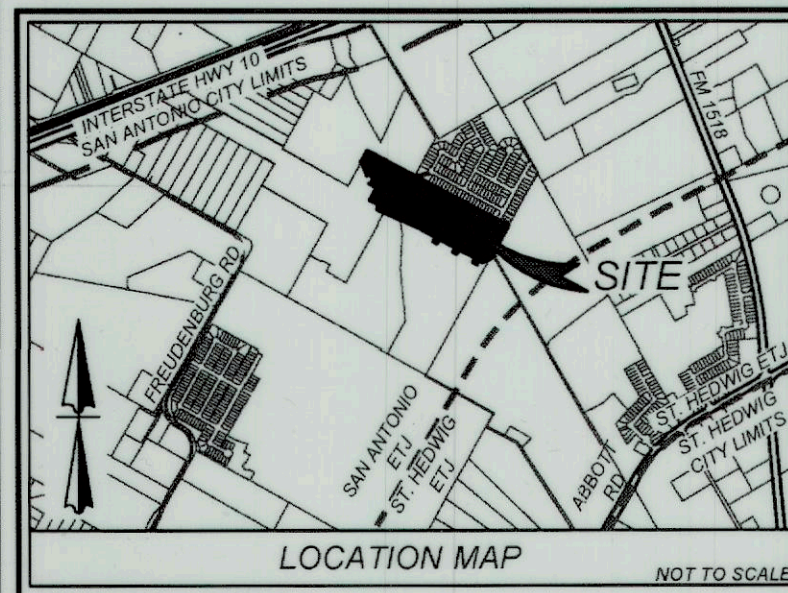 INTERSTATE HWY 10
SAN ANTONIO CITY LIMITS
FM 1518
FREUDENBURG RD
SITE
SAN ANTONIO
ETJ
ST. HEDWIG
ETJ
ST. HEDWIG ETJ
ST. HEDWIG
CITY LIMITS
ABBOTT
RD
LOCATION MAP
NOT TO SCALE